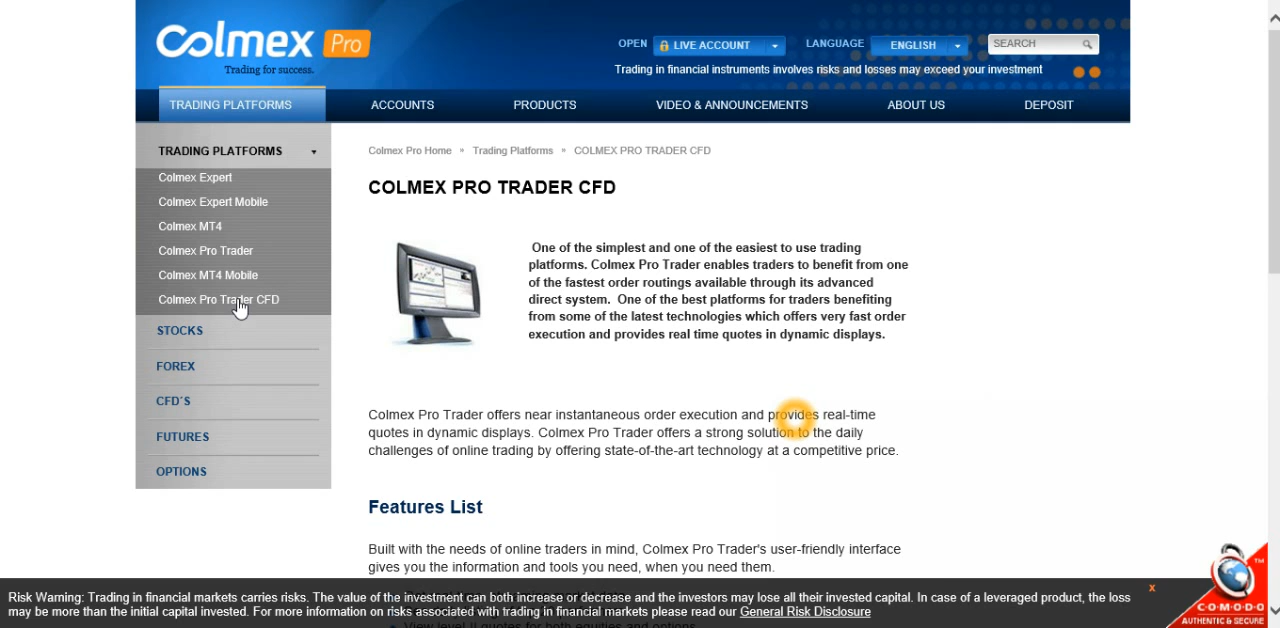 Colmex Pro
Trading for success.
OPEN LIVE ACCOUNT LANGUAGE ENGLISH SEARCH
Trading in financial instruments involves risks and losses may exceed your investment
TRADING PLATFORMS ACCOUNTS PRODUCTS VIDEO & ANNOUNCEMENTS ABOUT US DEPOSIT
TRADING PLATFORMS
Colmex Expert
Colmex Expert Mobile
Colmex MT4
Colmex Pro Trader
Colmex MT4 Mobile
Colmex Pro Trader CFD
STOCKS
FOREX
CFD´S
FUTURES
OPTIONS
Colmex Pro Home » Trading Platforms » COLMEX PRO TRADER CFD
COLMEX PRO TRADER CFD
One of the simplest and one of the easiest to use trading
platforms. Colmex Pro Trader enables traders to benefit from one
of the fastest order routings available through its advanced
direct system. One of the best platforms for traders benefiting
from some of the latest technologies which offers very fast order
execution and provides real time quotes in dynamic displays.
Colmex Pro Trader offers near instantaneous order execution and provides real-time
quotes in dynamic displays. Colmex Pro Trader offers a strong solution to the daily
challenges of online trading by offering state-of-the-art technology at a competitive price.
Features List
Built with the needs of online traders in mind, Colmex Pro Trader's user-friendly interface
gives you the information and tools you need, when you need them.
Risk Warning: Trading in financial markets carries risks. The value of the investment can both increase or decrease and the investors may lose all their invested capital. In case of a leveraged product, the loss
may be more than the initial capital invested. For more information on risks associated with trading in financial markets please read our General Risk Disclosure
x
View level II quotes for both equities and options
TM
C·O·M·O·D·O
AUTHENTIC & SECURE